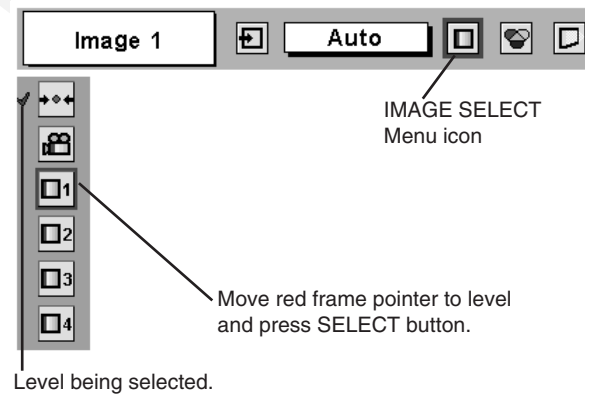 Image 1
Auto
IMAGE SELECT
Menu icon
1
2
3
4
Move red frame pointer to level
and press SELECT button.
Level being selected.